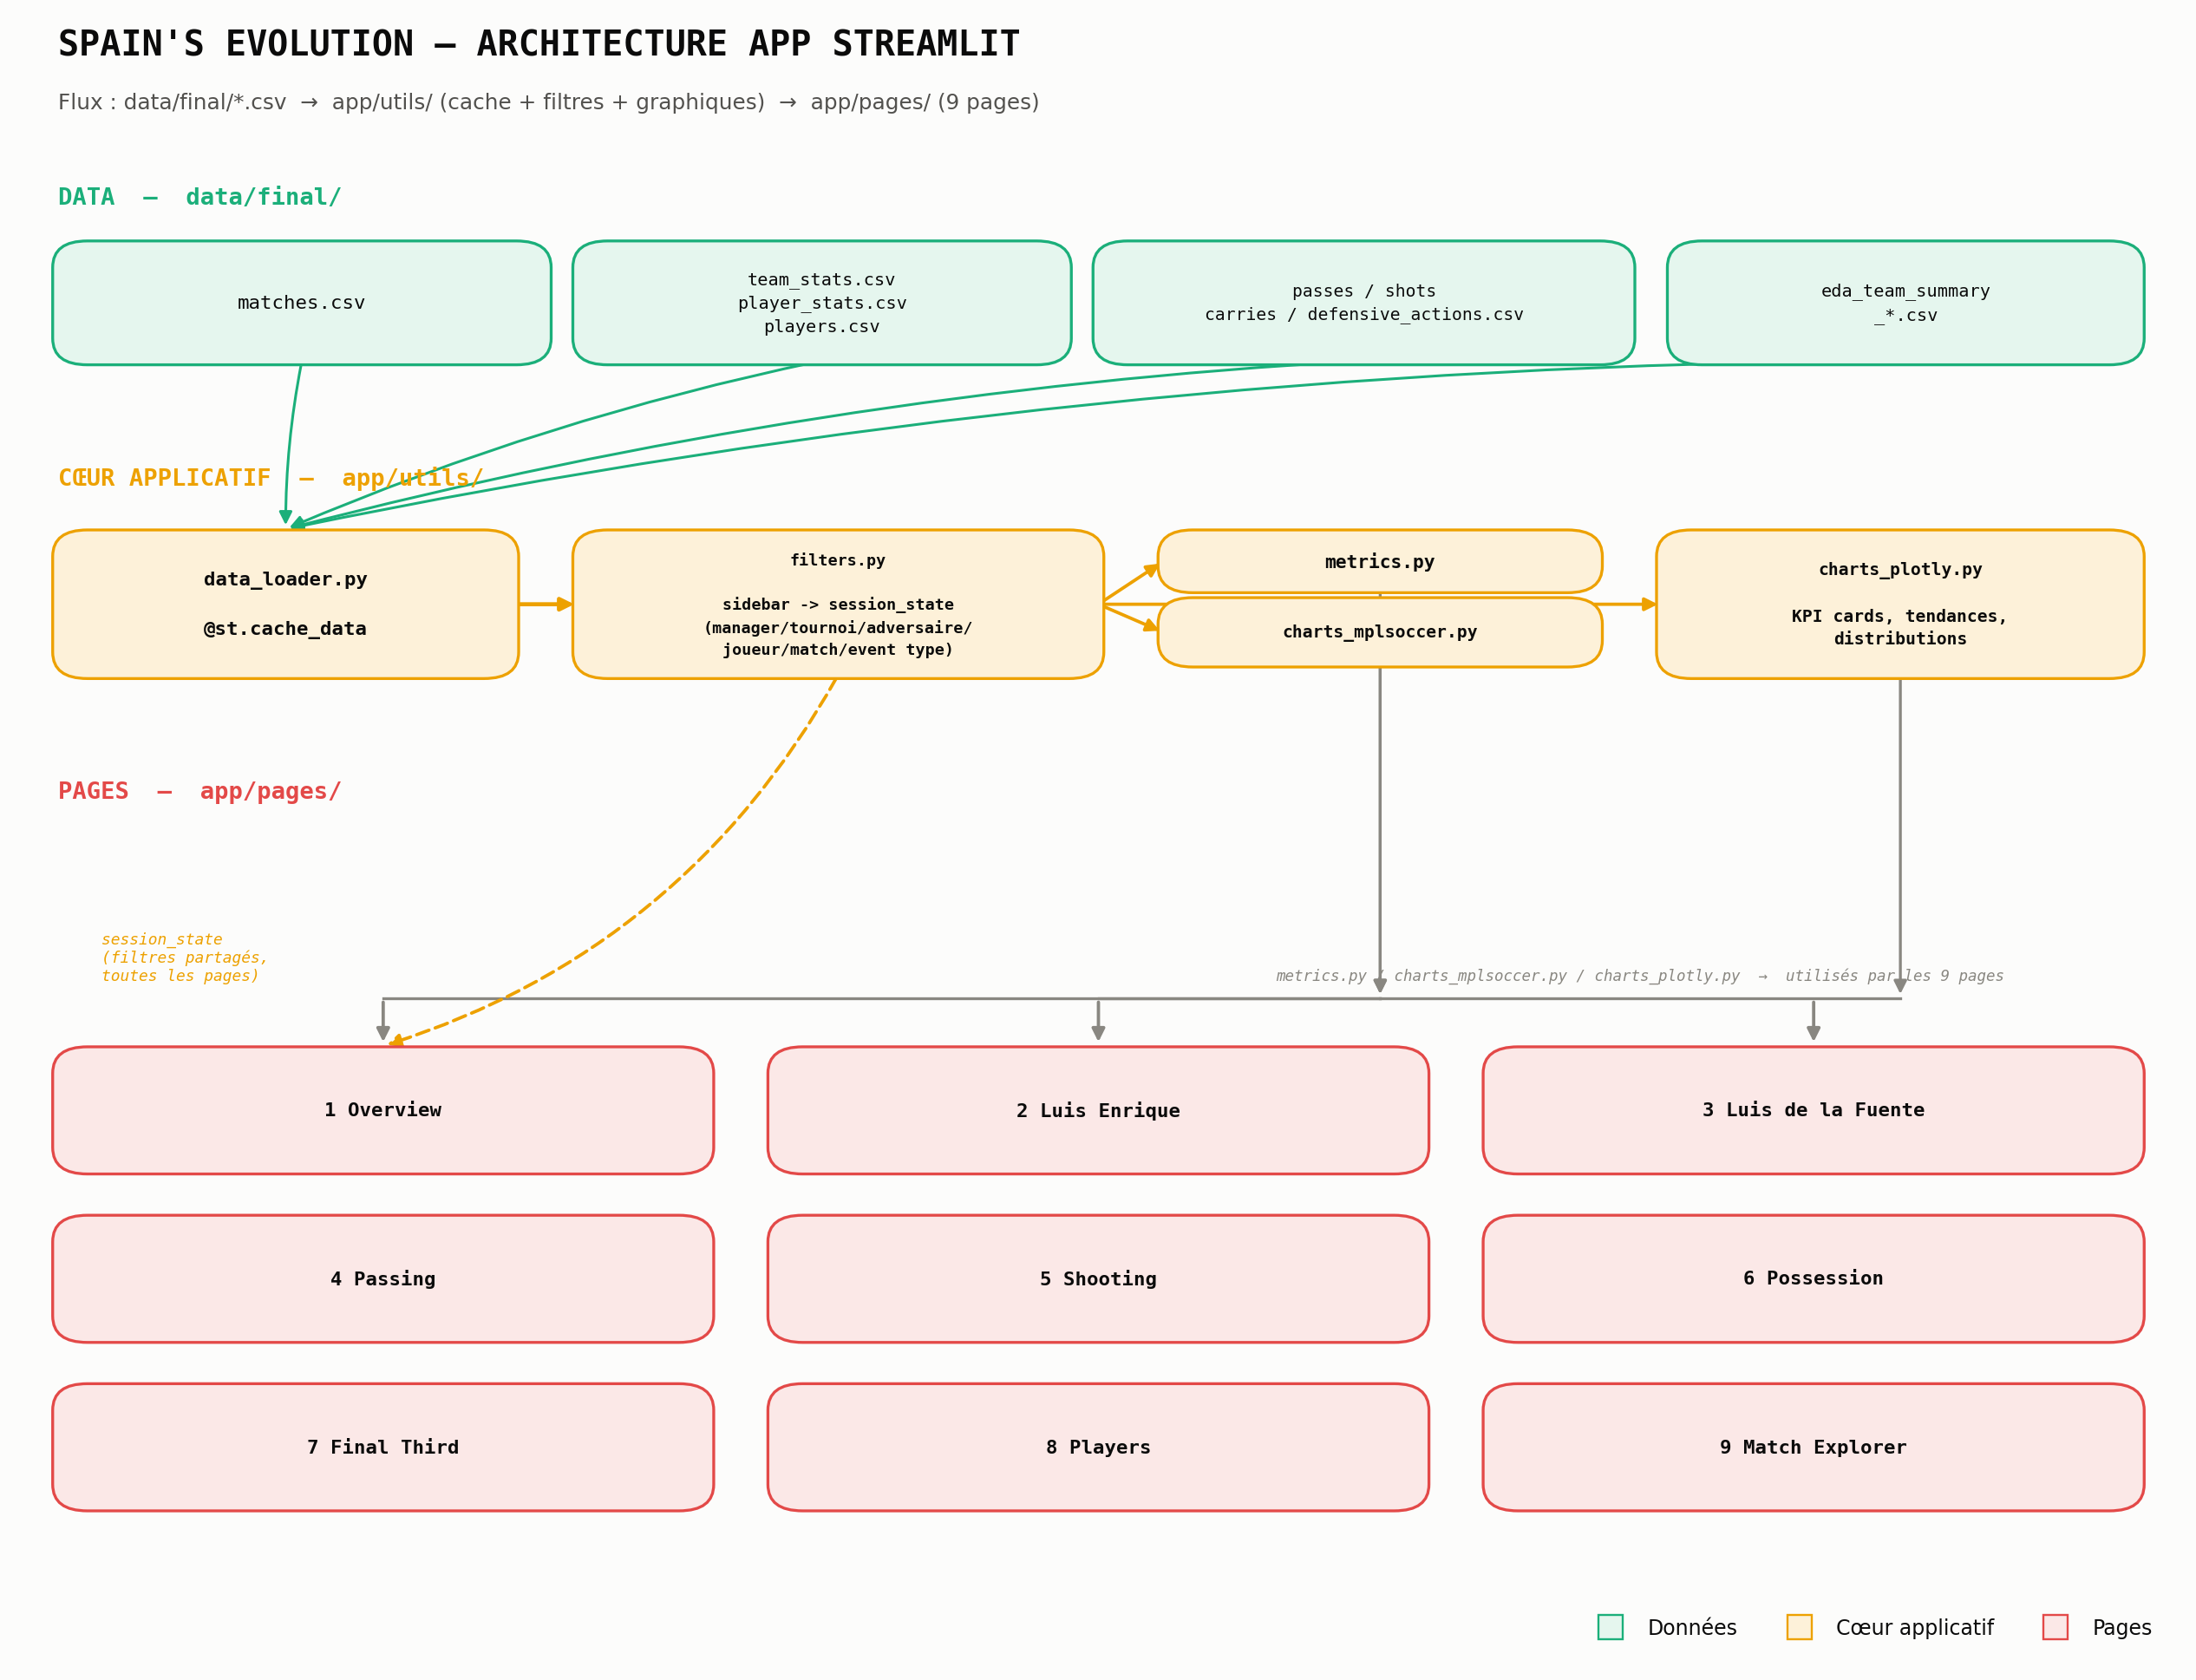 SPAIN'S EVOLUTION — ARCHITECTURE APP STREAMLIT
Flux : data/final/*.csv → app/utils/ (cache + filtres + graphiques) → app/pages/ (9 pages)
DATA — data/final/
matches.csv
team_stats.csv
player_stats.csv
players.csv
passes / shots
carries / defensive_actions.csv
eda_team_summary
_*.csv
CŒUR APPLICATIF — app/utils/
data_loader.py
@st.cache_data
filters.py
sidebar -> session_state
(manager/tournoi/adversaire/
joueur/match/event type)
metrics.py
charts_mplsoccer.py
charts_plotly.py
KPI cards, tendances,
distributions
PAGES — app/pages/
session_state
(filtres partagés,
toutes les pages)
metrics.py / charts_mplsoccer.py / charts_plotly.py → utilisés par les 9 pages
1 Overview
2 Luis Enrique
3 Luis de la Fuente
4 Passing
5 Shooting
6 Possession
7 Final Third
8 Players
9 Match Explorer
Données
Cœur applicatif
Pages